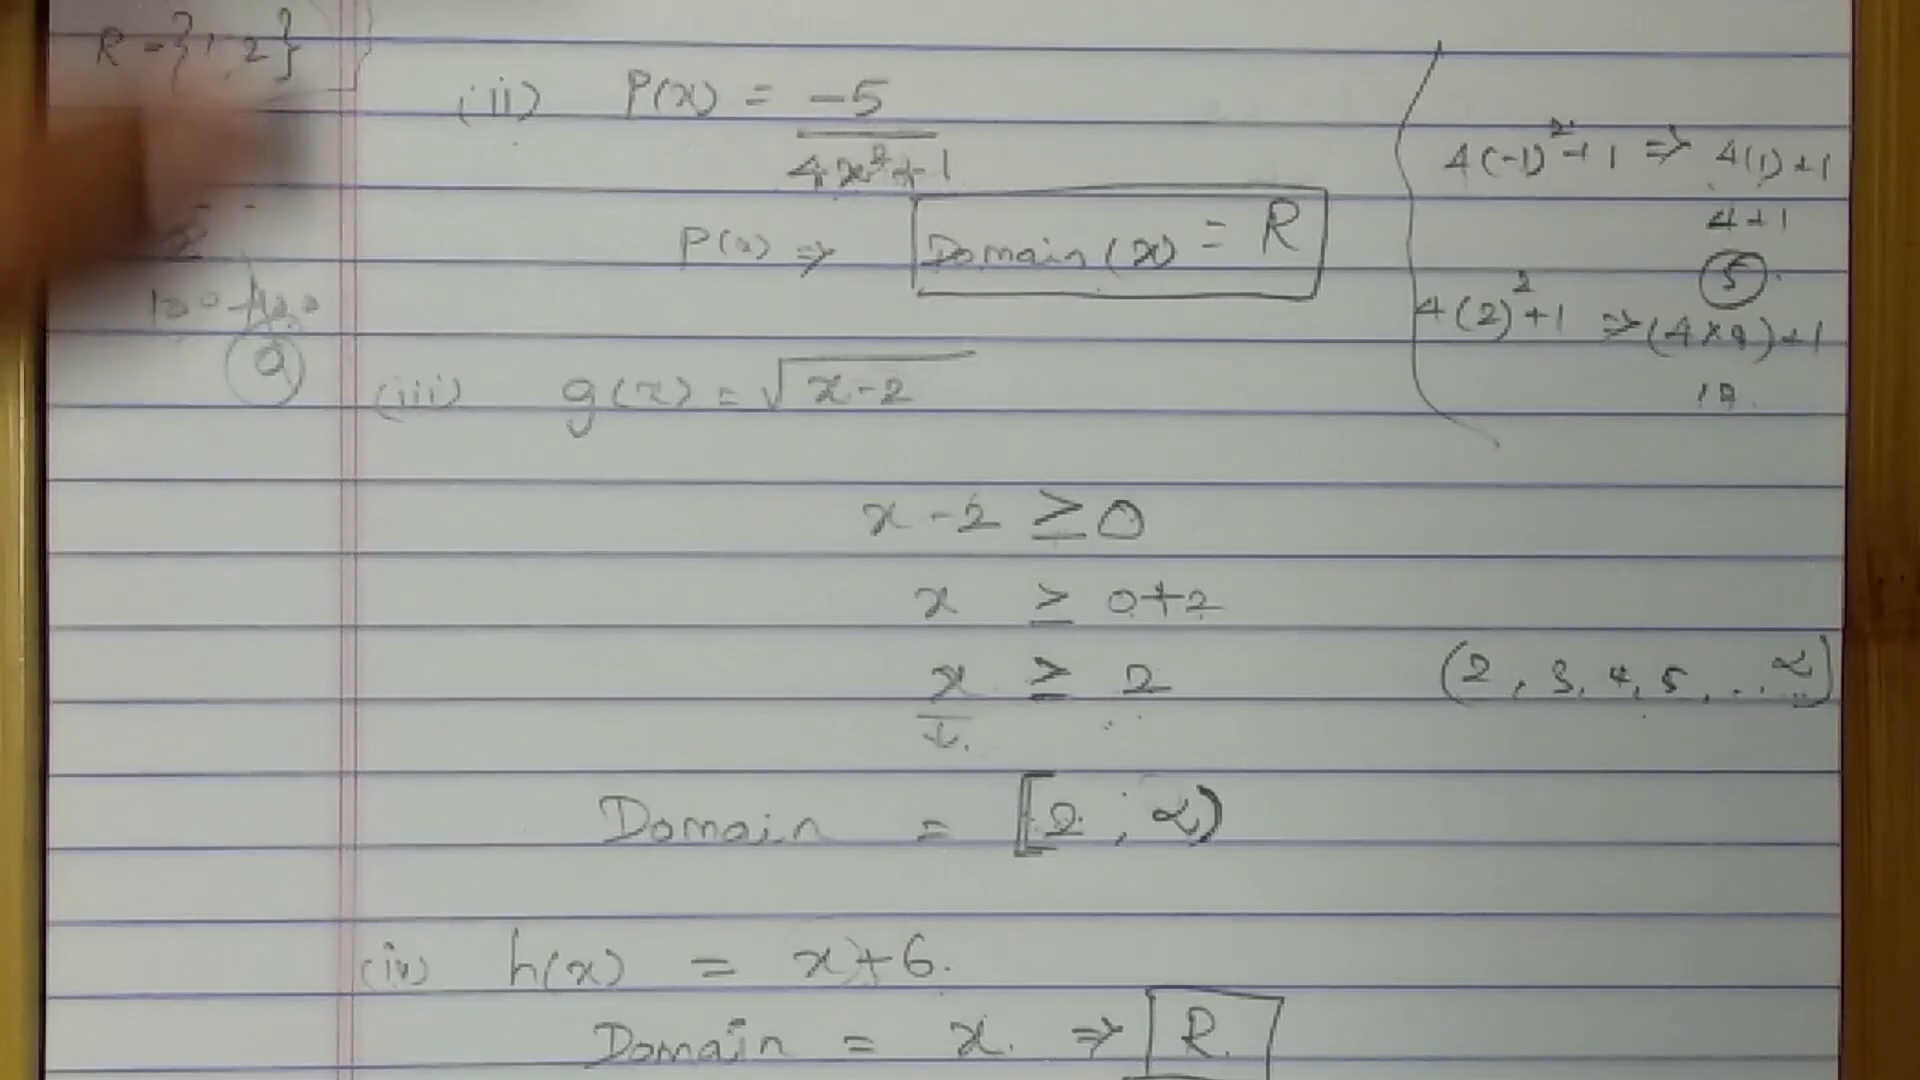 R - {1, 2}
(ii) P(x) = -5
4x²+1
P(x) ⇒ Domain (x) = R
(iii) g(x) = √x-2
x - 2 ≥ 0
x ≥ 0+2
x ≥ 2
Domain = [2, ∝)
(iv) h(x) = x+6.
Domain = x. ⇒ R.
4(-1)²+1 ⇒ 4(1)+1
4+1
5.
4(2)²+1 ⇒ (4×4)+1
(2, 3, 4, 5, ... ∝)